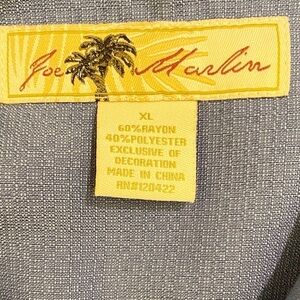 Joe Marlin
XL
60%RAYON
40%POLYESTER
EXCLUSIVE OF
DECORATION
MADE IN CHINA
RN#120422